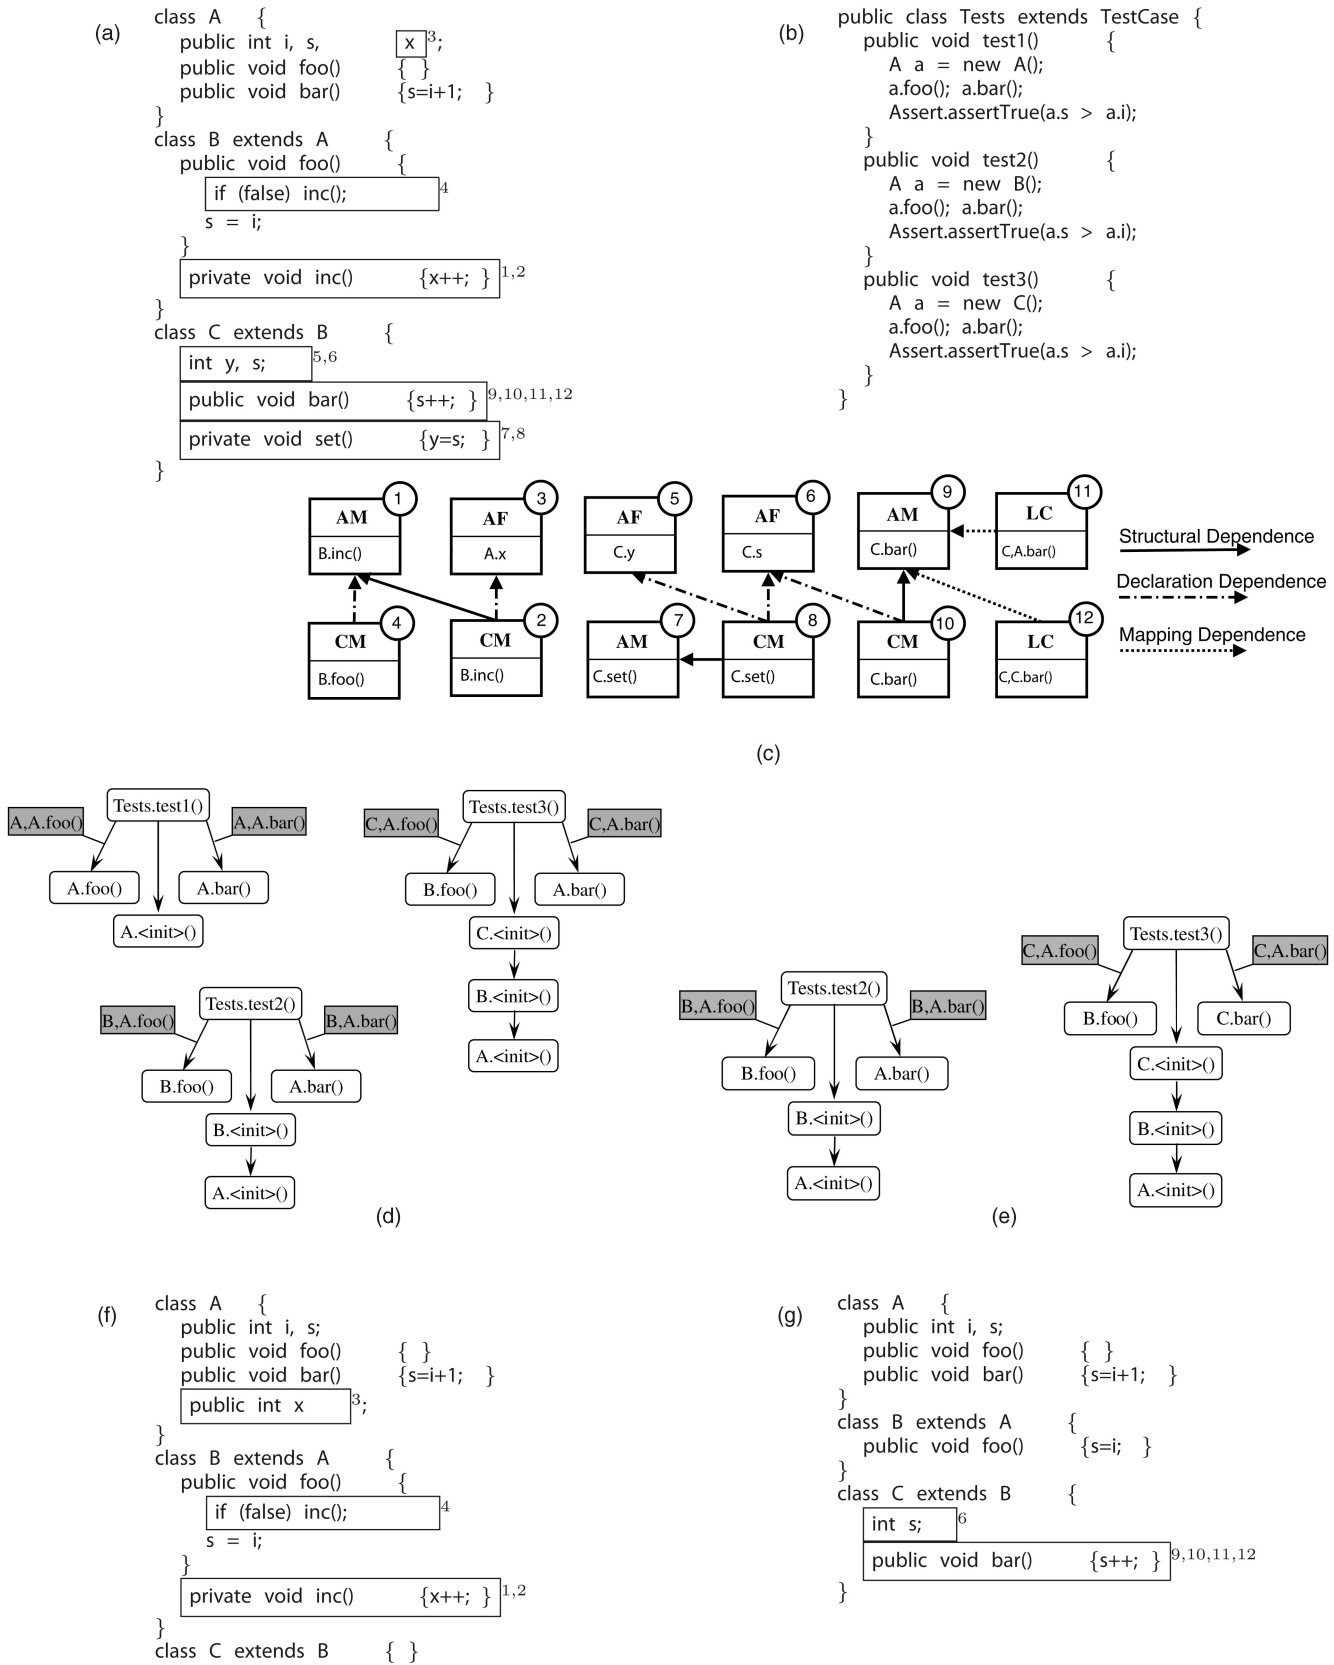 (a)
class A {
public int i, s, x 3;
public void foo() { }
public void bar() {s=i+1; }
}
class B extends A {
public void foo() {
if (false) inc(); 4
s = i;
}
private void inc() {x++; } 1,2
}
class C extends B {
int y, s; 5,6
public void bar() {s++; } 9,10,11,12
private void set() {y=s; } 7,8
}
(b)
public class Tests extends TestCase {
public void test1() {
A a = new A();
a.foo(); a.bar();
Assert.assertTrue(a.s > a.i);
}
public void test2() {
A a = new B();
a.foo(); a.bar();
Assert.assertTrue(a.s > a.i);
}
public void test3() {
A a = new C();
a.foo(); a.bar();
Assert.assertTrue(a.s > a.i);
}
}
1
AM
B.inc()
3
AF
A.x
5
AF
C.y
6
AF
C.s
9
AM
C.bar()
11
LC
C,A.bar()
4
CM
B.foo()
2
CM
B.inc()
7
AM
C.set()
8
CM
C.set()
10
CM
C.bar()
12
LC
C,C.bar()
Structural Dependence
Declaration Dependence
Mapping Dependence
(c)
Tests.test1()
A,A.foo()
A,A.bar()
A.foo()
A.bar()
A.<init>()
Tests.test3()
C,A.foo()
C,A.bar()
B.foo()
A.bar()
C.<init>()
B.<init>()
A.<init>()
Tests.test2()
B,A.foo()
B,A.bar()
B.foo()
A.bar()
B.<init>()
A.<init>()
(d)
Tests.test2()
B,A.foo()
B,A.bar()
B.foo()
A.bar()
B.<init>()
A.<init>()
Tests.test3()
C,A.foo()
C,A.bar()
B.foo()
C.bar()
C.<init>()
B.<init>()
A.<init>()
(e)
(f)
class A {
public int i, s;
public void foo() { }
public void bar() {s=i+1; }
public int x 3;
}
class B extends A {
public void foo() {
if (false) inc(); 4
s = i;
}
private void inc() {x++; } 1,2
}
class C extends B { }
(g)
class A {
public int i, s;
public void foo() { }
public void bar() {s=i+1; }
}
class B extends A {
public void foo() {s=i; }
}
class C extends B {
int s; 6
public void bar() {s++; } 9,10,11,12
}